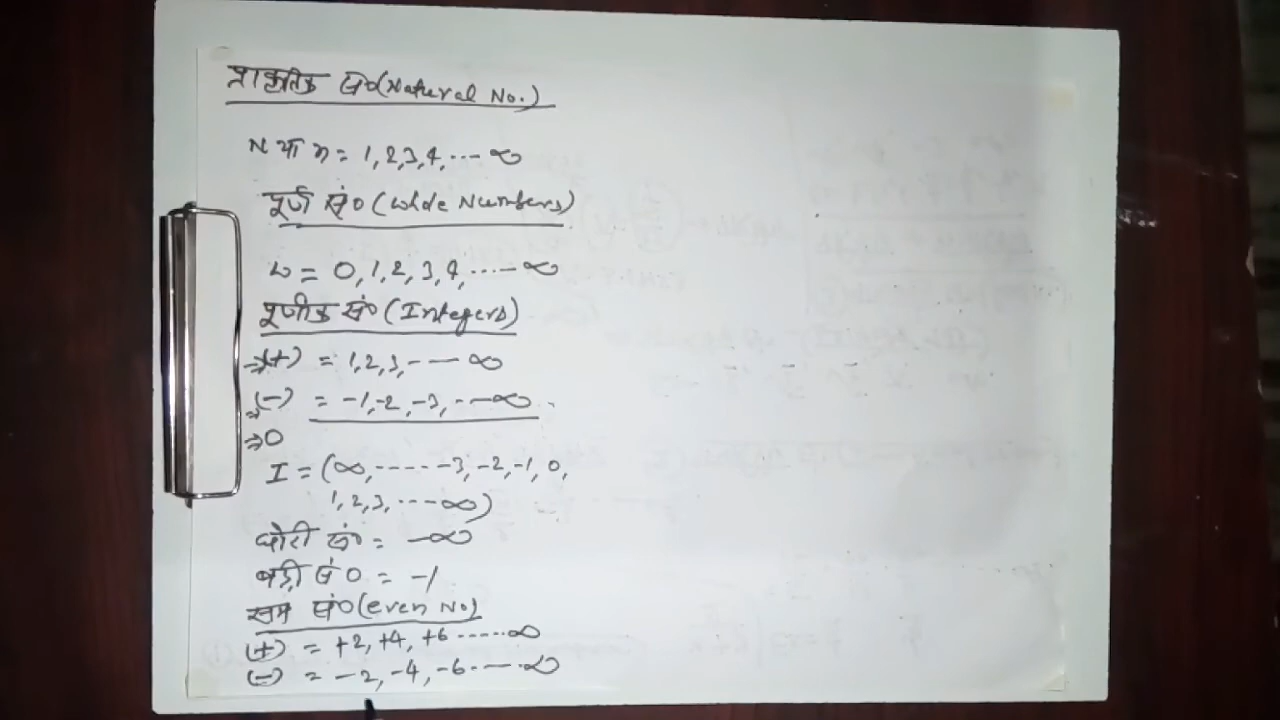 प्राकृतिक सं०(Natural No.)
N या n = 1, 2, 3, 4, ... ∞
पूर्ण सं० (Whole Numbers)
W = 0, 1, 2, 3, 4, ... ∞
पूर्णांक सं० (Integers)
⇒(+) = 1, 2, 3, --- ∞
⇒(-) = -1, -2, -3, --- ∞
⇒0
I = (∞, ----- -3, -2, -1, 0,
1, 2, 3, --- ∞)
छोटी सं० = -∞
बड़ी सं० = -1
सम सं०(even No)
(+) = +2, +4, +6 ..... ∞
(-) = -2, -4, -6 ---- ∞